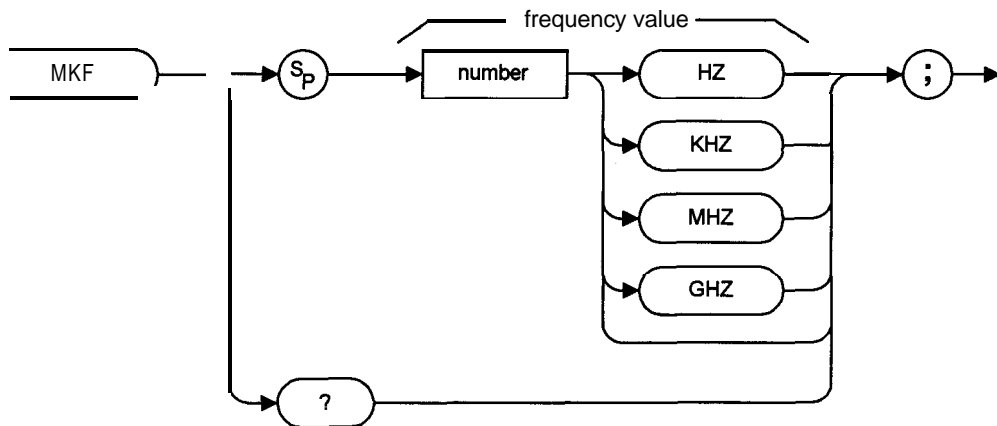 frequency value
MKF SP number HZ ;
KHZ
MHZ
GHZ
?